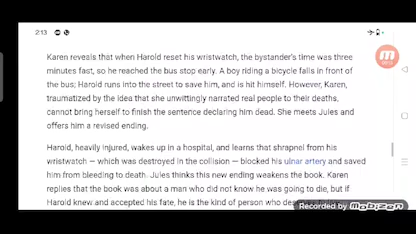 2:13
Karen reveals that when Harold reset his wristwatch, the bystander's time was three
minutes fast, so he reached the bus stop early. A boy riding a bicycle falls in front of
the bus; Harold runs into the street to save him, and is hit himself. However, Karen,
traumatized by the idea that she unwittingly narrated real people to their deaths,
cannot bring herself to finish the sentence declaring him dead. She meets Jules and
offers him a revised ending.
Harold, heavily injured, wakes up in a hospital, and learns that shrapnel from his
wristwatch — which was destroyed in the collision — blocked his ulnar artery and saved
him from bleeding to death. Jules thinks this new ending weakens the book. Karen
replies that the book was about a man who did not know he was going to die, but if
Harold knew and accepted his fate, he is the kind of person who
Recorded by Mobizen